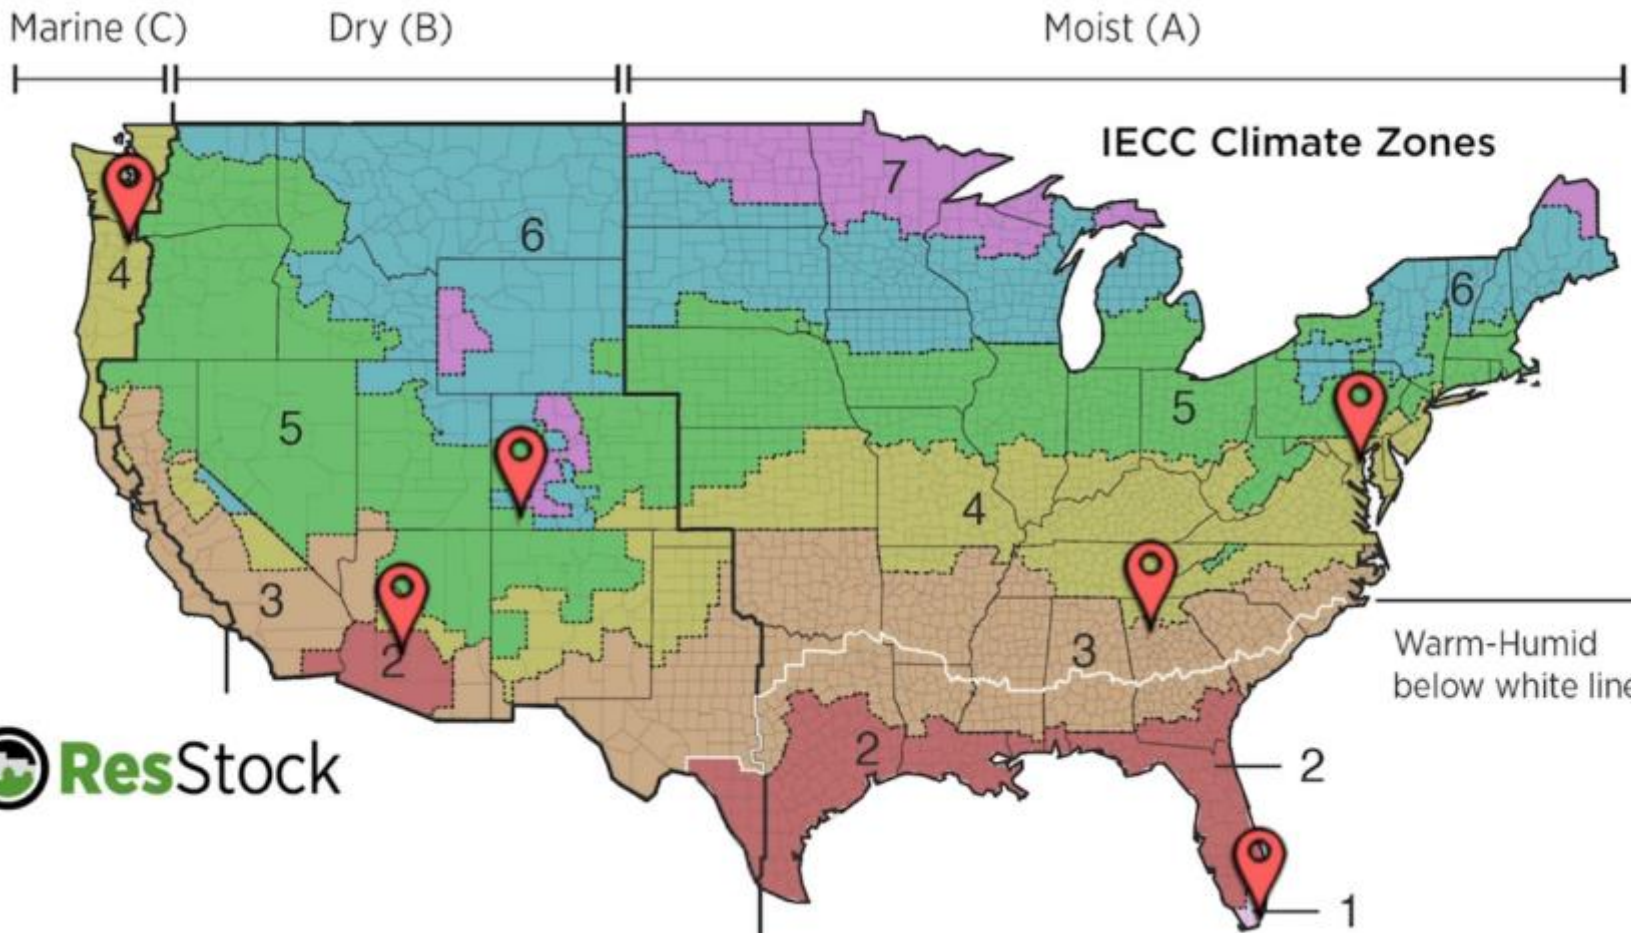 Marine (C) Dry (B) Moist (A)
IECC Climate Zones
7
6
4
6
5
5
4
3
3
2
2
Warm-Humid
below white line
2
1
ResStock